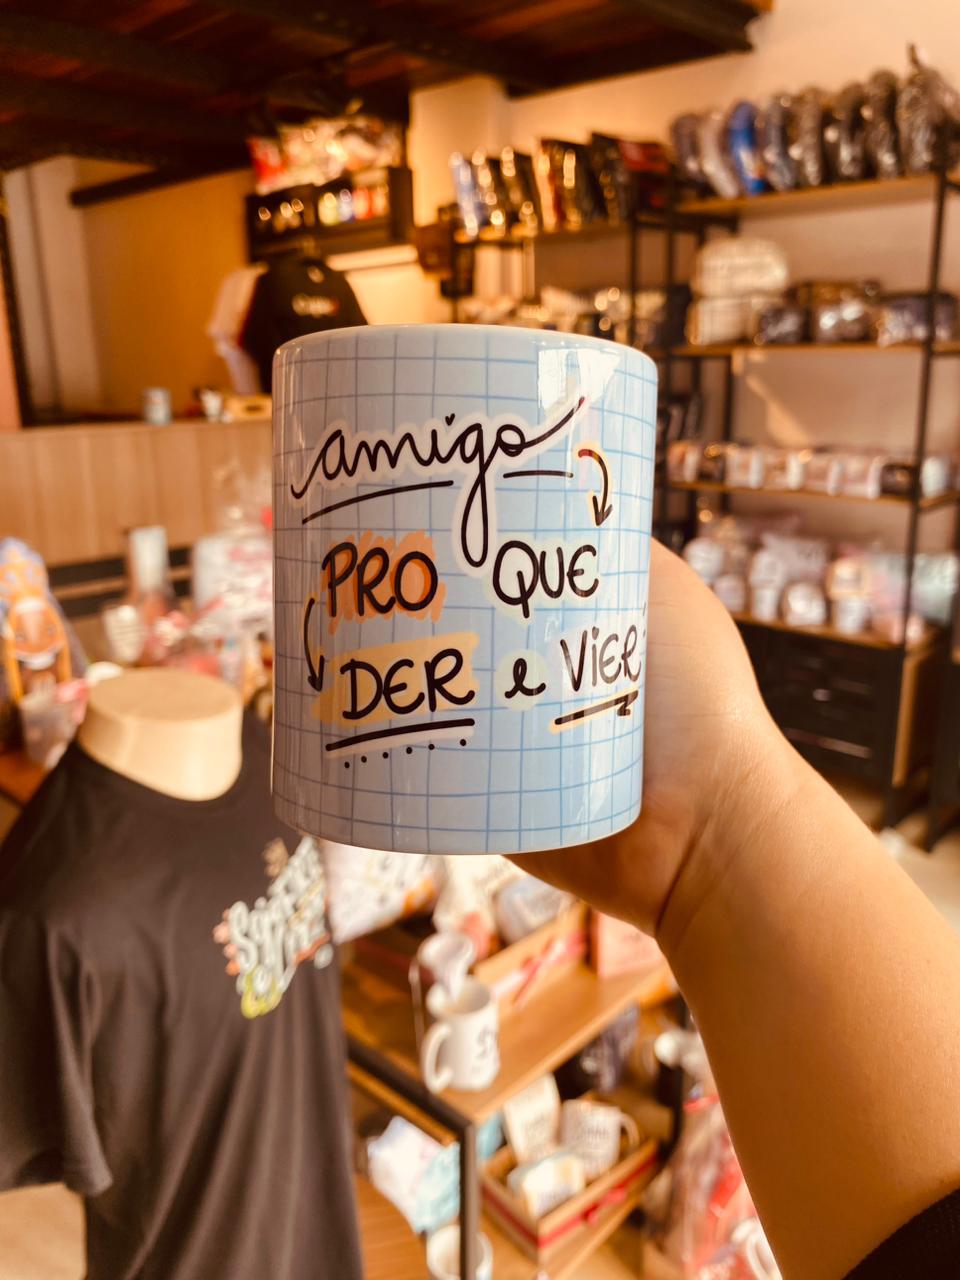 amigo
PRO QUE
DER e VIER